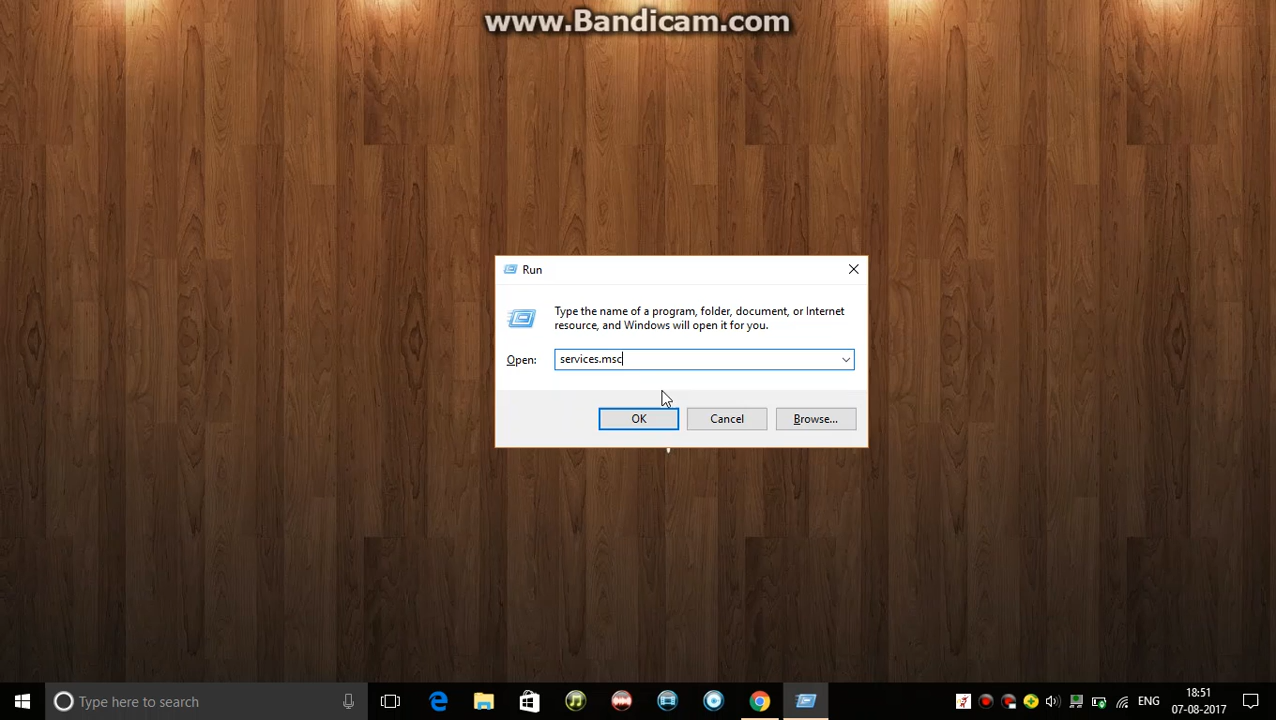 www.Bandicam.com
Run
Type the name of a program, folder, document, or Internet
resource, and Windows will open it for you.
Open: services.msc
OK Cancel Browse...
Type here to search
ENG
18:51
07-08-2017